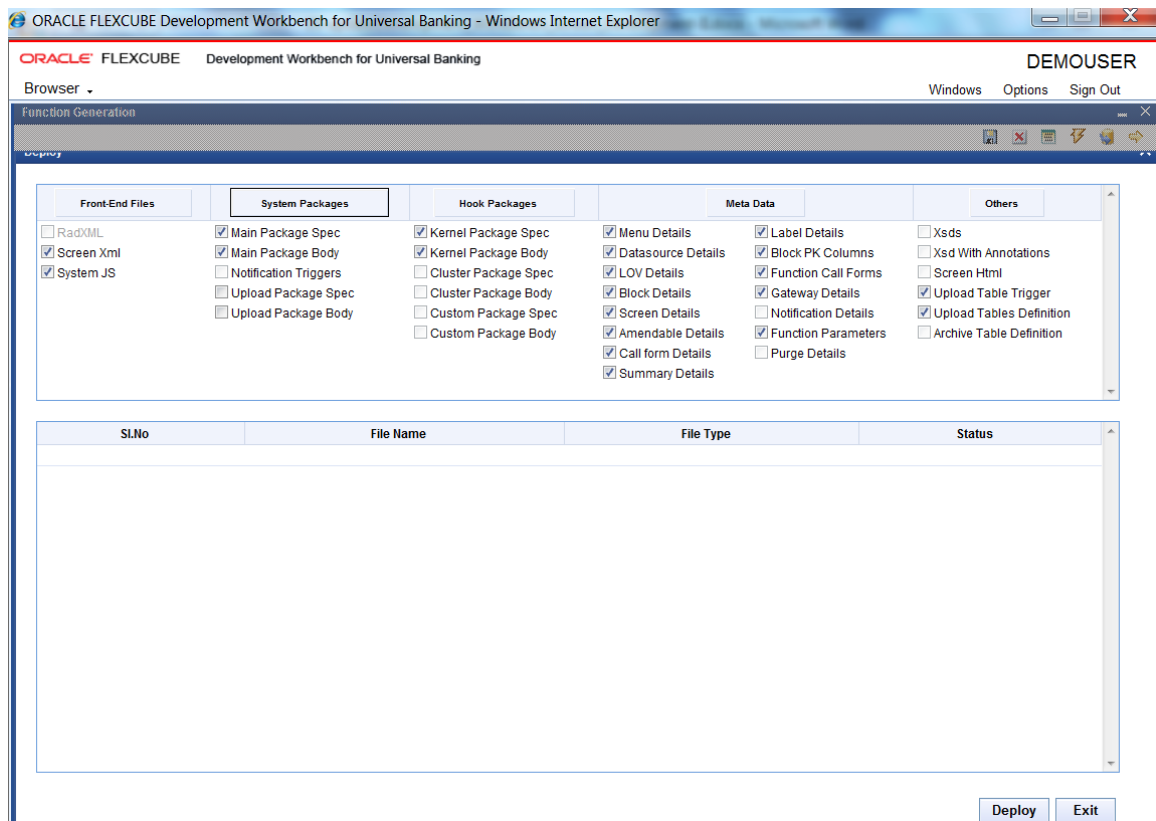 ORACLE FLEXCUBE Development Workbench for Universal Banking - Windows Internet Explorer
ORACLE FLEXCUBE Development Workbench for Universal Banking
DEMOUSER
Browser
Windows Options Sign Out
Function Generation
Deploy
Front-End Files System Packages Hook Packages Meta Data Others
RadXML Main Package Spec Kernel Package Spec Menu Details Label Details Xsds
Screen Xml Main Package Body Kernel Package Body Datasource Details Block PK Columns Xsd With Annotations
System JS Notification Triggers Cluster Package Spec LOV Details Function Call Forms Screen Html
Upload Package Spec Cluster Package Body Block Details Gateway Details Upload Table Trigger
Upload Package Body Custom Package Spec Screen Details Notification Details Upload Tables Definition
Custom Package Body Amendable Details Function Parameters Archive Table Definition
Call form Details Purge Details
Summary Details
Sl.No File Name File Type Status
Deploy Exit